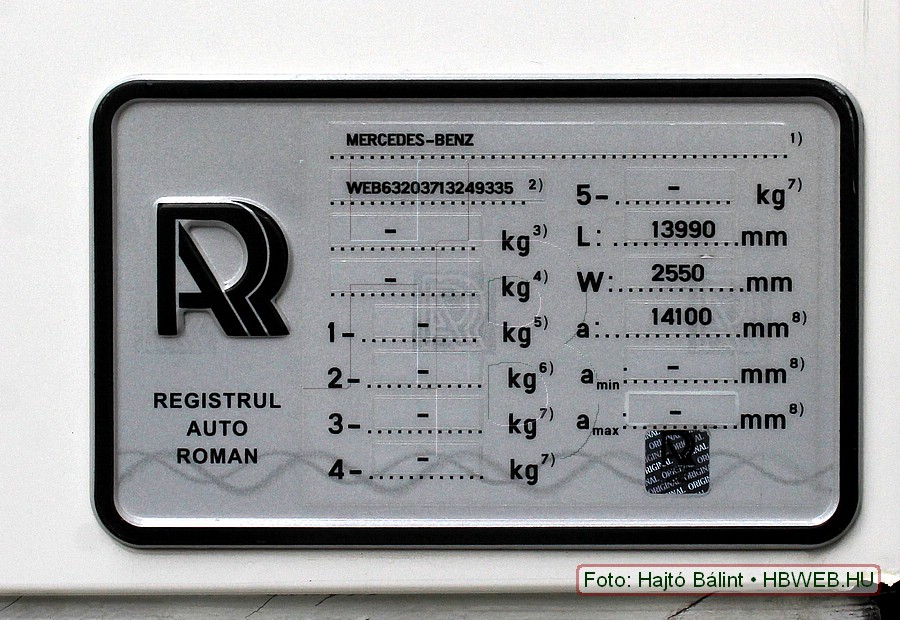 MERCEDES-BENZ 1)
WEB63203713249335 2)
- kg3)
- kg4)
1- - kg5)
2- - kg6)
3- - kg7)
4- - kg7)
5- - kg7)
L: 13990 mm
W: 2550 mm
a: 14100 mm8)
amin: - mm8)
amax: - mm8)
R
REGISTRUL
AUTO
ROMAN
ORIGINAL
Foto: Hajtó Bálint • HBWEB.HU